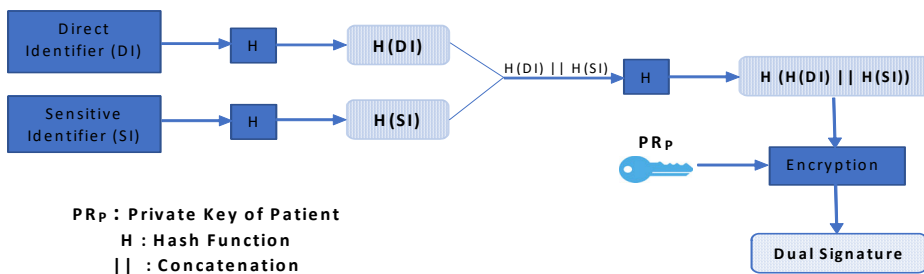 Direct
Identifier (DI)
H
H(DI)
H(DI) || H(SI)
H
H (H(DI) || H(SI))
Sensitive
Identifier (SI)
H
H(SI)
PRP
Encryption
PRP : Private Key of Patient
H : Hash Function
|| : Concatenation
Dual Signature